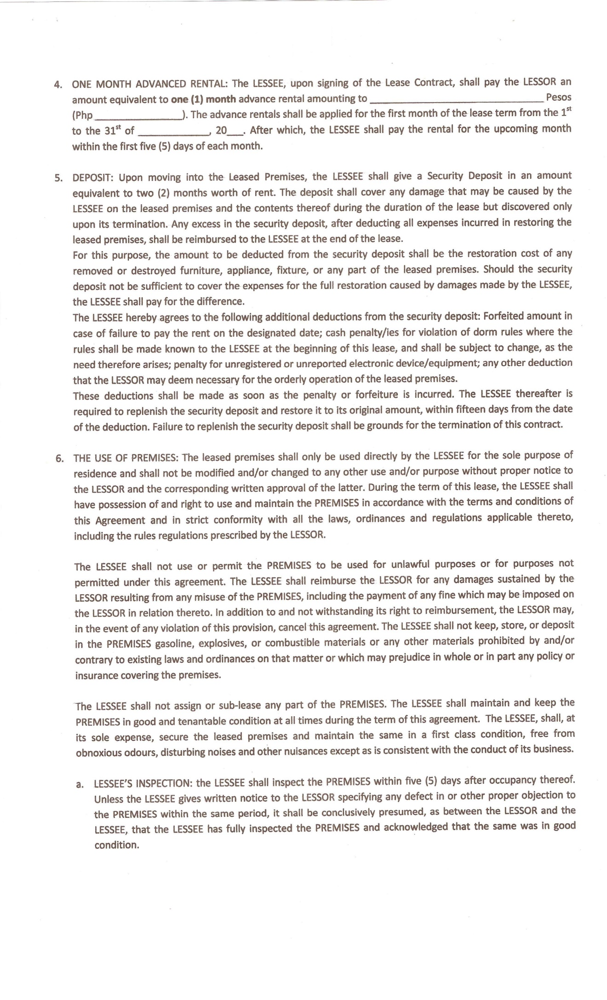 4. ONE MONTH ADVANCED RENTAL: The LESSEE, upon signing of the Lease Contract, shall pay the LESSOR an
amount equivalent to one (1) month advance rental amounting to ____________________ Pesos
(Php ______________). The advance rentals shall be applied for the first month of the lease term from the 1st
to the 31st of ____________, 20___. After which, the LESSEE shall pay the rental for the upcoming month
within the first five (5) days of each month.
5. DEPOSIT: Upon moving into the Leased Premises, the LESSEE shall give a Security Deposit in an amount
equivalent to two (2) months worth of rent. The deposit shall cover any damage that may be caused by the
LESSEE on the leased premises and the contents thereof during the duration of the lease but discovered only
upon its termination. Any excess in the security deposit, after deducting all expenses incurred in restoring the
leased premises, shall be reimbursed to the LESSEE at the end of the lease.
For this purpose, the amount to be deducted from the security deposit shall be the restoration cost of any
removed or destroyed furniture, appliance, fixture, or any part of the leased premises. Should the security
deposit not be sufficient to cover the expenses for the full restoration caused by damages made by the LESSEE,
the LESSEE shall pay for the difference.
The LESSEE hereby agrees to the following additional deductions from the security deposit: Forfeited amount in
case of failure to pay the rent on the designated date; cash penalty/ies for violation of dorm rules where the
rules shall be made known to the LESSEE at the beginning of this lease, and shall be subject to change, as the
need therefore arises; penalty for unregistered or unreported electronic device/equipment; any other deduction
that the LESSOR may deem necessary for the orderly operation of the leased premises.
These deductions shall be made as soon as the penalty or forfeiture is incurred. The LESSEE thereafter is
required to replenish the security deposit and restore it to its original amount, within fifteen days from the date
of the deduction. Failure to replenish the security deposit shall be grounds for the termination of this contract.
6. THE USE OF PREMISES: The leased premises shall only be used directly by the LESSEE for the sole purpose of
residence and shall not be modified and/or changed to any other use and/or purpose without proper notice to
the LESSOR and the corresponding written approval of the latter. During the term of this lease, the LESSEE shall
have possession of and right to use and maintain the PREMISES in accordance with the terms and conditions of
this Agreement and in strict conformity with all the laws, ordinances and regulations applicable thereto,
including the rules regulations prescribed by the LESSOR.
The LESSEE shall not use or permit the PREMISES to be used for unlawful purposes or for purposes not
permitted under this agreement. The LESSEE shall reimburse the LESSOR for any damages sustained by the
LESSOR resulting from any misuse of the PREMISES, including the payment of any fine which may be imposed on
the LESSOR in relation thereto. In addition to and not withstanding its right to reimbursement, the LESSOR may,
in the event of any violation of this provision, cancel this agreement. The LESSEE shall not keep, store, or deposit
in the PREMISES gasoline, explosives, or combustible materials or any other materials prohibited by and/or
contrary to existing laws and ordinances on that matter or which may prejudice in whole or in part any policy or
insurance covering the premises.
The LESSEE shall not assign or sub-lease any part of the PREMISES. The LESSEE shall maintain and keep the
PREMISES in good and tenantable condition at all times during the term of this agreement. The LESSEE, shall, at
its sole expense, secure the leased premises and maintain the same in a first class condition, free from
obnoxious odours, disturbing noises and other nuisances except as is consistent with the conduct of its business.
a. LESSEE'S INSPECTION: the LESSEE shall inspect the PREMISES within five (5) days after occupancy thereof.
Unless the LESSEE gives written notice to the LESSOR specifying any defect in or other proper objection to
the PREMISES within the same period, it shall be conclusively presumed, as between the LESSOR and the
LESSEE, that the LESSEE has fully inspected the PREMISES and acknowledged that the same was in good
condition.